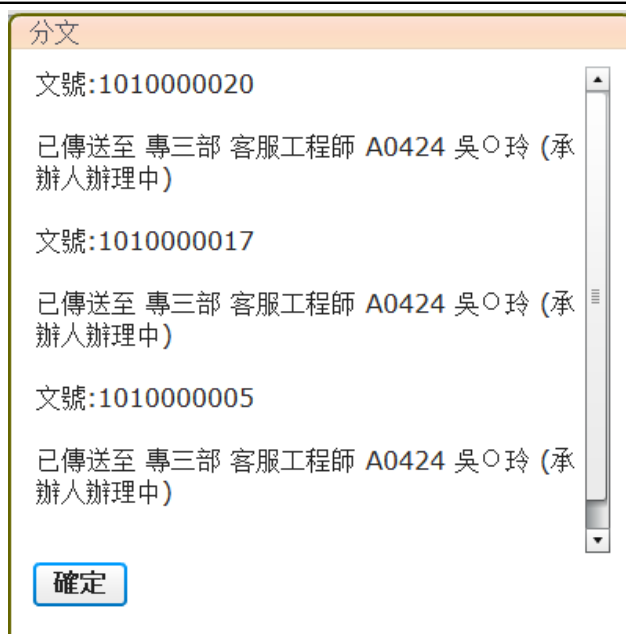 分文
文號:1010000020
已傳送至 專三部 客服工程師 A0424 吳○玲 (承
辦人辦理中)
文號:1010000017
已傳送至 專三部 客服工程師 A0424 吳○玲 (承
辦人辦理中)
文號:1010000005
已傳送至 專三部 客服工程師 A0424 吳○玲 (承
辦人辦理中)
確定